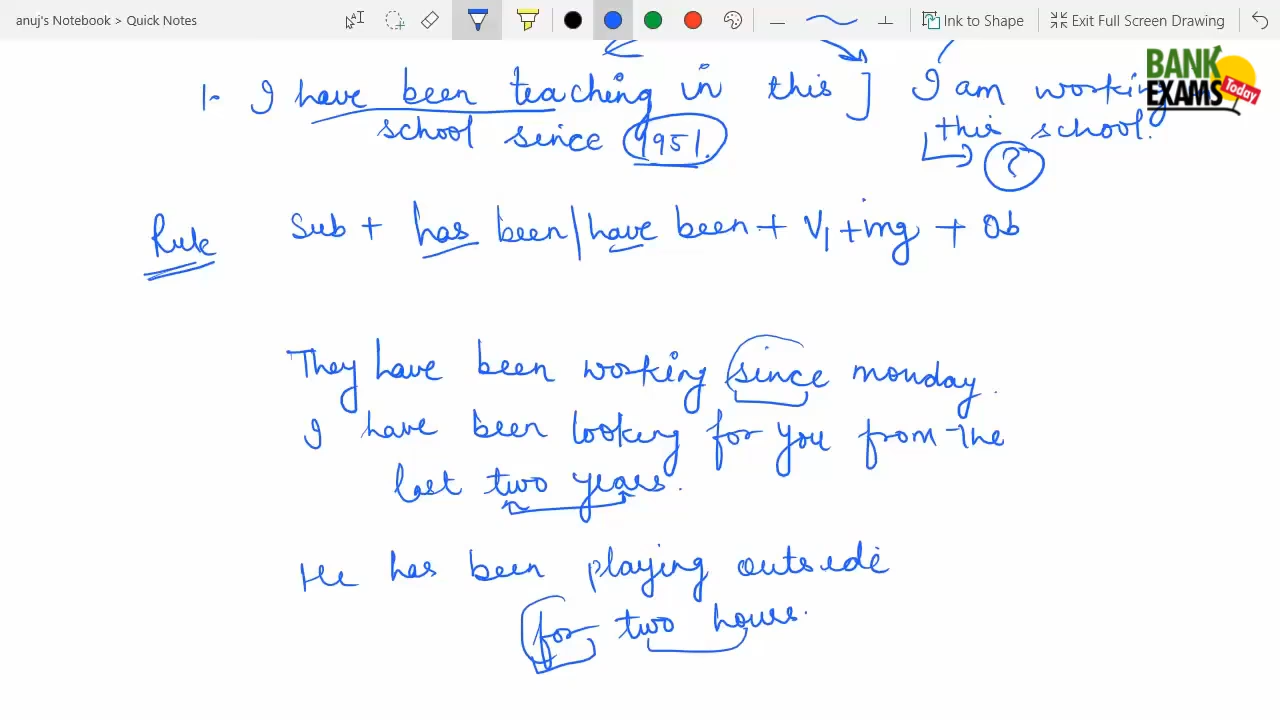 anuj's Notebook > Quick Notes
Ink to Shape
Exit Full Screen Drawing
BANK
EXAMS
Today
1. I have been teaching in this ] I am working
school since 1951. this school.
?
Rule Sub + has been / have been + V1 + ing + Ob
They have been working since monday.
I have been looking for you from the
last two years.
He has been playing outside
for two hours.